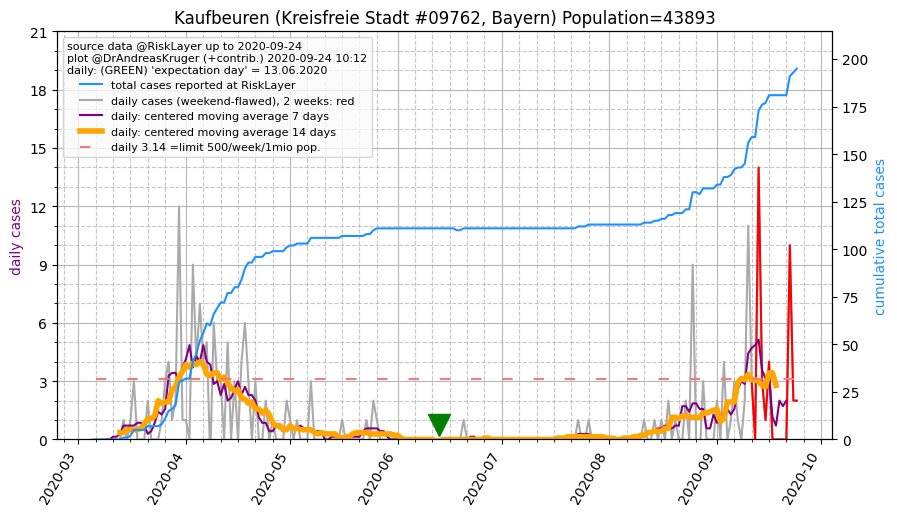 Kaufbeuren (Kreisfreie Stadt #09762, Bayern) Population=43893
source data @RiskLayer up to 2020-09-24
plot @DrAndreasKruger (+contrib.) 2020-09-24 10:12
daily: (GREEN) 'expectation day' = 13.06.2020
total cases reported at RiskLayer
daily cases (weekend-flawed), 2 weeks: red
daily: centered moving average 7 days
daily: centered moving average 14 days
daily 3.14 =limit 500/week/1mio pop.
daily cases
21
18
15
12
9
6
3
0
200
175
150
125
100
75
50
25
0
cumulative total cases
2020-03
2020-04
2020-05
2020-06
2020-07
2020-08
2020-09
2020-10